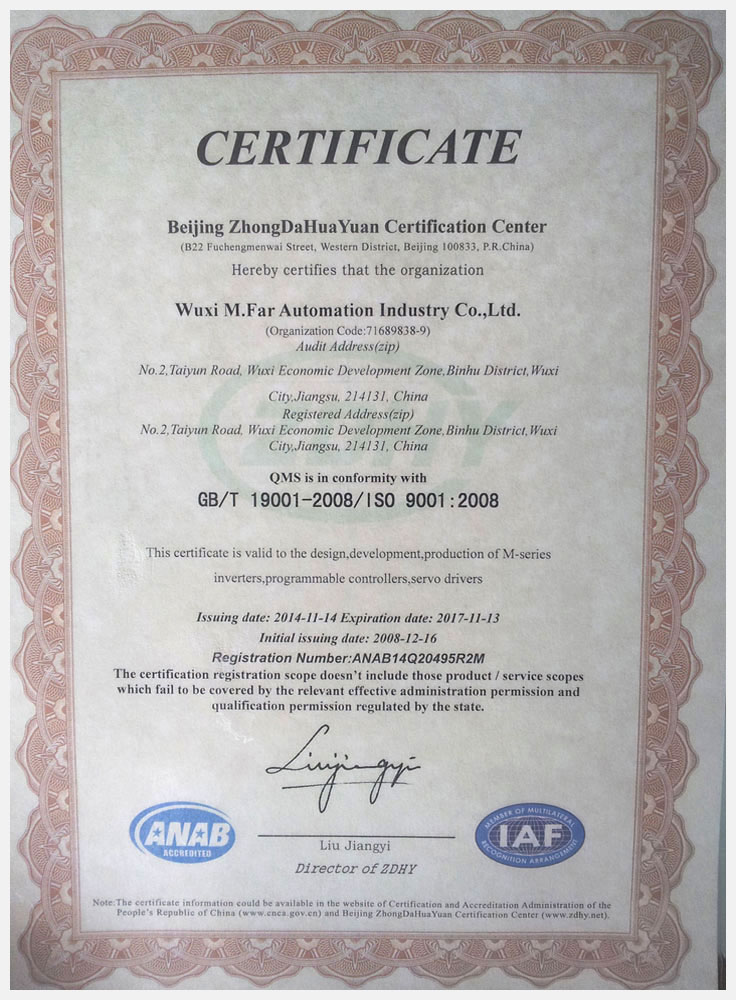 CERTIFICATE
Beijing ZhongDaHuaYuan Certification Center
(B22 Fuchengmenwai Street, Western District, Beijing 100833, P.R.China)
Hereby certifies that the organization
Wuxi M.Far Automation Industry Co.,Ltd.
(Organization Code:71689838-9)
Audit Address(zip)
No.2,Taiyun Road, Wuxi Economic Development Zone,Binhu District,Wuxi
City,Jiangsu, 214131, China
Registered Address(zip)
No.2,Taiyun Road, Wuxi Economic Development Zone,Binhu District,Wuxi
City,Jiangsu, 214131, China
ZDHY
QMS is in conformity with
GB/T 19001-2008/ISO 9001:2008
This certificate is valid to the design,development,production of M-series
inverters,programmable controllers,servo drivers
Issuing date: 2014-11-14 Expiration date: 2017-11-13
Initial issuing date: 2008-12-16
Registration Number:ANAB14Q20495R2M
The certification registration scope doesn't include those product / service scopes
which fail to be covered by the relevant effective administration permission and
qualification permission regulated by the state.
Liujiangyi
ANAB
ACCREDITED
MEMBER OF MULTILATERAL
IAF
RECOGNITION ARRANGEMENT
Liu Jiangyi
Director of ZDHY
Note:The certificate information could be available in the website of Certification and Accreditation Administration of the
People's Republic of China (www.cnca.gov.cn) and Beijing ZhongDaHuaYuan Certification Center (www.zdhy.net).